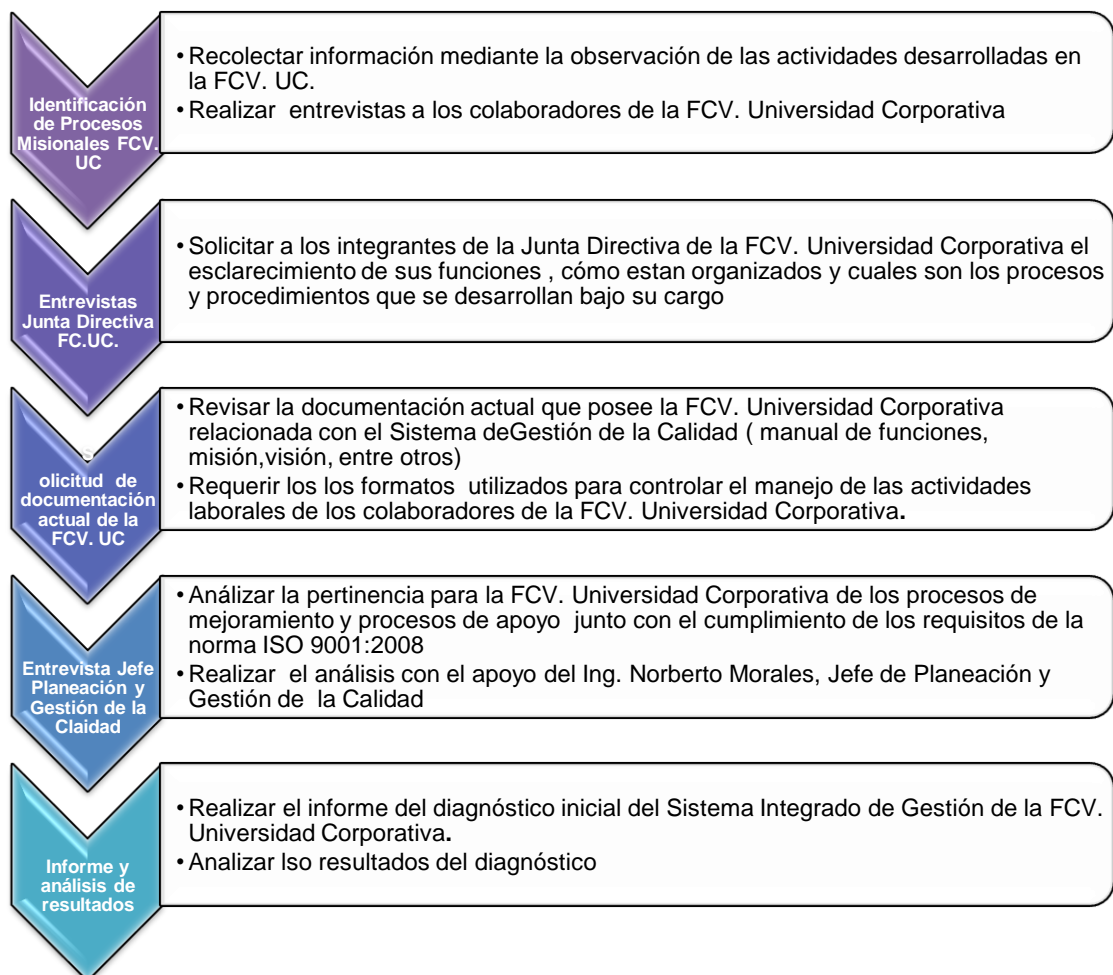 Identificación
de Procesos
Misionales FCV.
UC
• Recolectar información mediante la observación de las actividades desarrolladas en
la FCV. UC.
• Realizar entrevistas a los colaboradores de la FCV. Universidad Corporativa
Entrevistas
Junta Directiva
FC.UC.
• Solicitar a los integrantes de la Junta Directiva de la FCV. Universidad Corporativa el
esclarecimiento de sus funciones , cómo estan organizados y cuales son los procesos
y procedimientos que se desarrollan bajo su cargo
s
olicitud de
documentación
actual de la
FCV. UC
• Revisar la documentación actual que posee la FCV. Universidad Corporativa
relacionada con el Sistema deGestión de la Calidad ( manual de funciones,
misión,visión, entre otros)
• Requerir los los formatos utilizados para controlar el manejo de las actividades
laborales de los colaboradores de la FCV. Universidad Corporativa.
Entrevista Jefe
Planeación y
Gestión de la
Claidad
• Análizar la pertinencia para la FCV. Universidad Corporativa de los procesos de
mejoramiento y procesos de apoyo junto con el cumplimiento de los requisitos de la
norma ISO 9001:2008
• Realizar el análisis con el apoyo del Ing. Norberto Morales, Jefe de Planeación y
Gestión de la Calidad
Informe y
análisis de
resultados
• Realizar el informe del diagnóstico inicial del Sistema Integrado de Gestión de la FCV.
Universidad Corporativa.
• Analizar lso resultados del diagnóstico